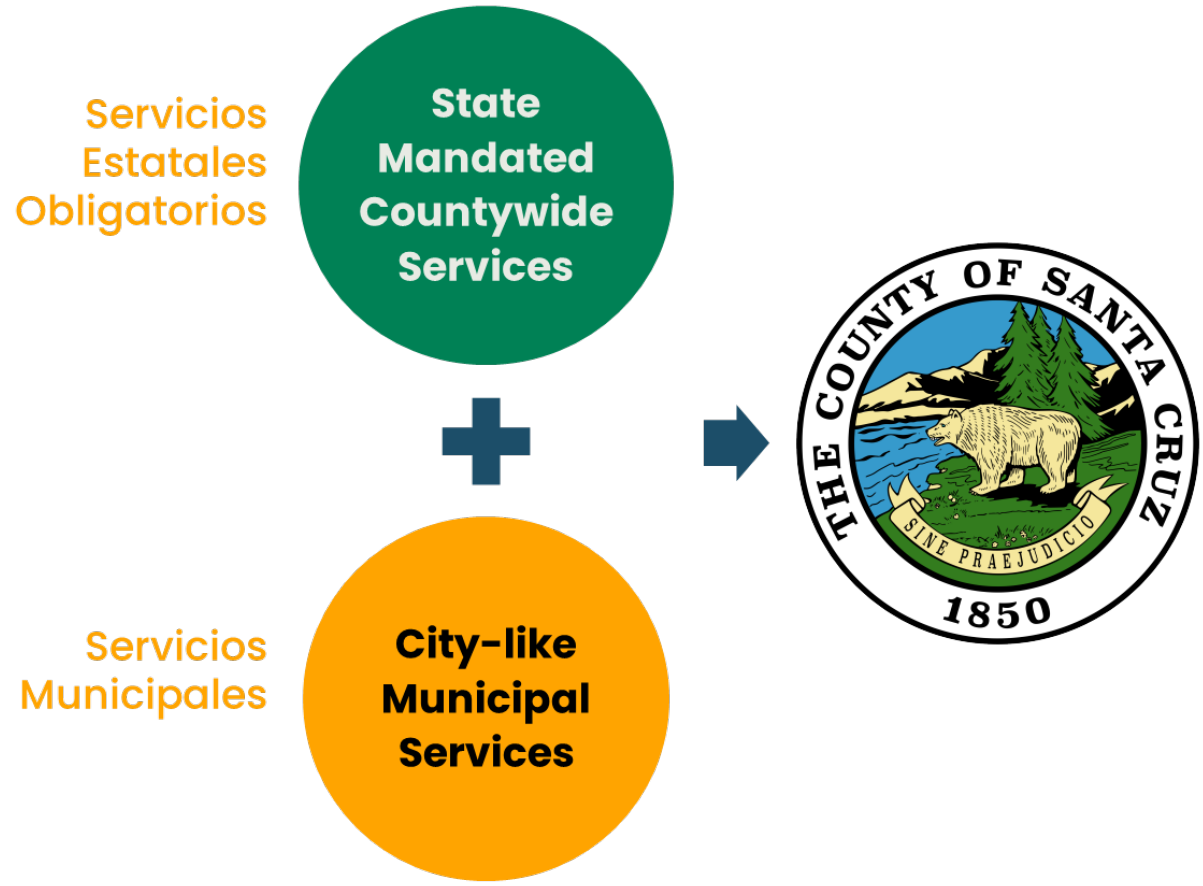 Servicios
Estatales
Obligatorios
State
Mandated
Countywide
Services
THE COUNTY OF SANTA CRUZ
SINE PRAEJUDICIO
1850
Servicios
Municipales
City-like
Municipal
Services